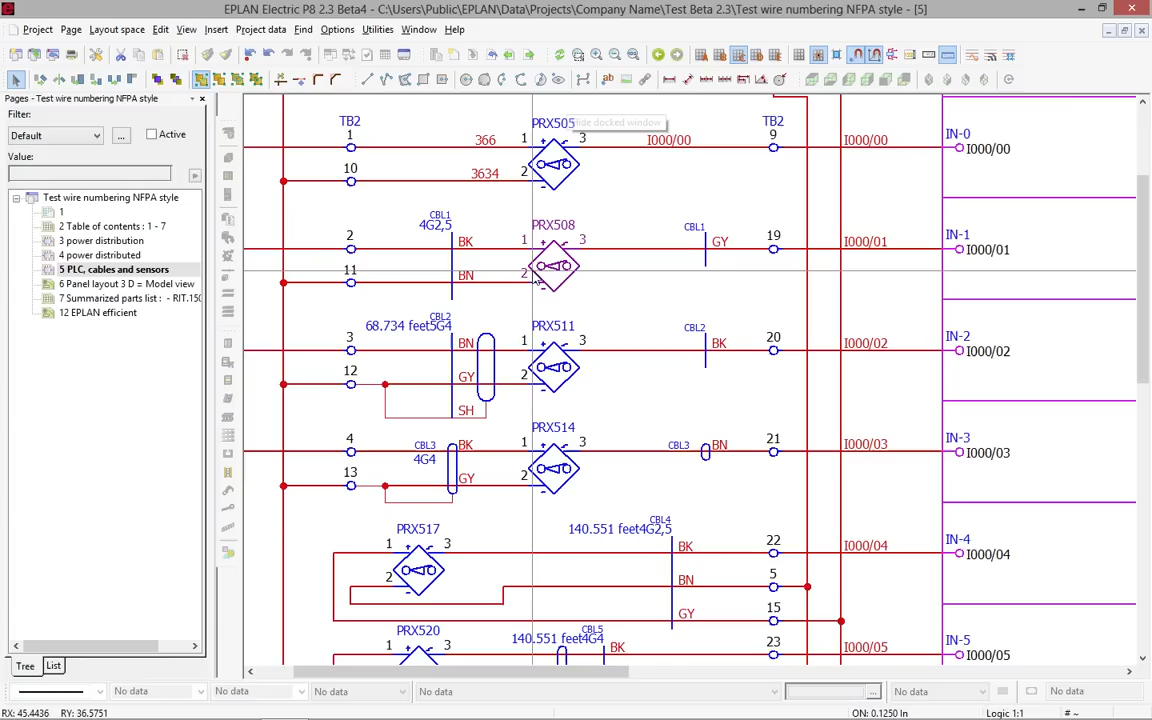 EPLAN Electric P8 2.3 Beta4 - C:\Users\Public\EPLAN\Data\Projects\Company Name\Test Beta 2.3\Test wire numbering NFPA style - [5]
Project Page Layout space Edit View Insert Project data Find Options Utilities Window Help
Pages - Test wire numbering NFPA style
Filter:
Default
...
Active
Value:
Test wire numbering NFPA style
1
2 Table of contents : 1 - 7
3 power distribution
4 power distributed
5 PLC, cables and sensors
6 Panel layout 3 D = Model view
7 Summarized parts list : - RIT.150
12 EPLAN efficient
Tree List
Hide docked window
TB2 PRX505 TB2
1 366 1 3 I000/00 9 I000/00 IN-0 I000/00
10 3634 2
CBL1
4G2,5 PRX508 CBL1
2 BK 1 3 GY 19 I000/01 IN-1 I000/01
11 BN 2
CBL2
68.734 feet5G4 PRX511 CBL2
3 BN 1 3 BK 20 I000/02 IN-2 I000/02
12 GY 2
SH
PRX514
4 CBL3 BK 1 3 CBL3 BN 21 I000/03 IN-3 I000/03
4G4
13 GY 2
CBL4
PRX517 140.551 feet4G2,5
1 3 BK 22 I000/04 IN-4 I000/04
2 BN 5
GY 15
CBL5
PRX520 140.551 feet4G4
1 3 BK 23 I000/05 IN-5 I000/05
No data No data No data No data ... No data No data
RX: 45.4436 RY: 36.5751 ON: 0.1250 In Logic 1:1 # ~